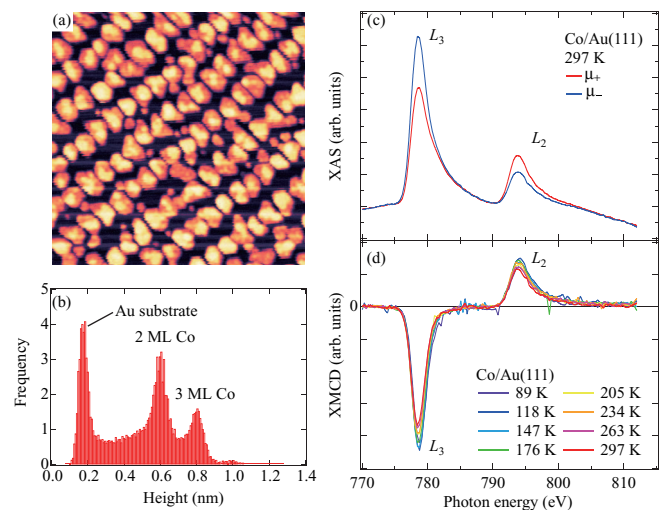 (a)
(b)
Frequency
5
4
3
2
1
0
Au substrate
2 ML Co
3 ML Co
0.0 0.2 0.4 0.6 0.8 1.0 1.2 1.4
Height (nm)
(c)
XAS (arb. units)
L3
L2
Co/Au(111)
297 K
μ+
μ−
(d)
XMCD (arb. units)
0
L2
L3
Co/Au(111)
89 K 205 K
118 K 234 K
147 K 263 K
176 K 297 K
770 780 790 800 810
Photon energy (eV)